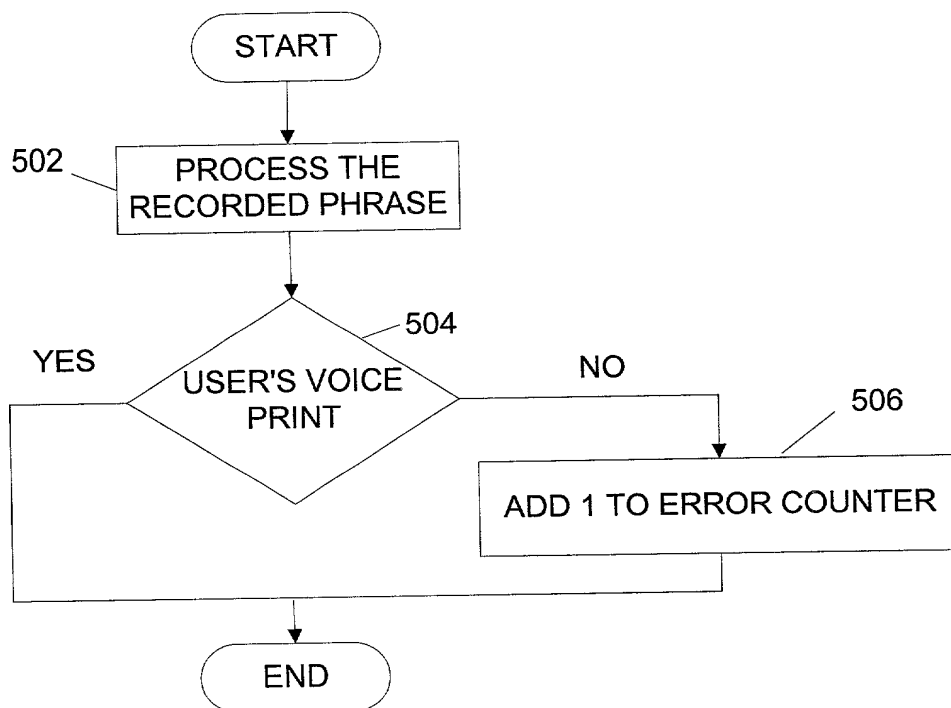 START
502
PROCESS THE
RECORDED PHRASE
504
YES
USER'S VOICE
PRINT
NO
506
ADD 1 TO ERROR COUNTER
END